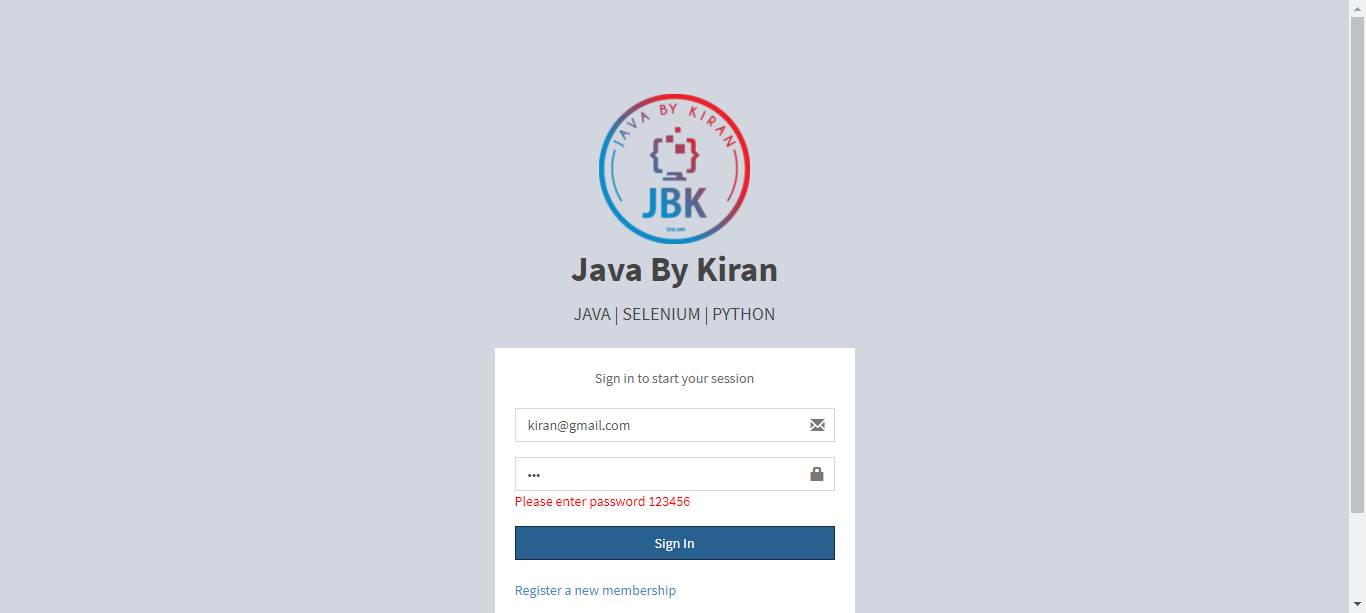 JAVA BY KIRAN
JBK
Java By Kiran
JAVA | SELENIUM | PYTHON
Sign in to start your session
kiran@gmail.com
•••
Please enter password 123456
Sign In
Register a new membership